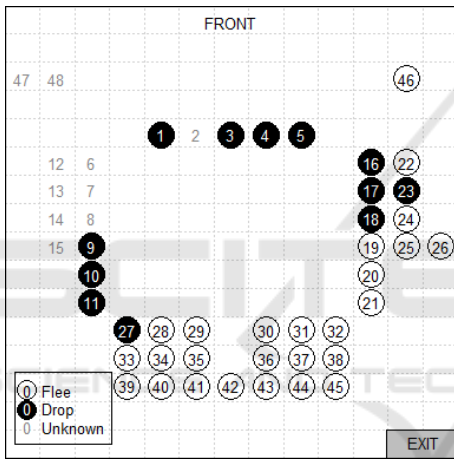 FRONT
47 48 46
1 2 3 4 5
12 6 16 22
13 7 17 23
14 8 18 24
15 9 19 25 26
10 20
11 21
27 28 29 30 31 32
33 34 35 36 37 38
39 40 41 42 43 44 45
0 Flee
0 Drop
0 Unknown
EXIT